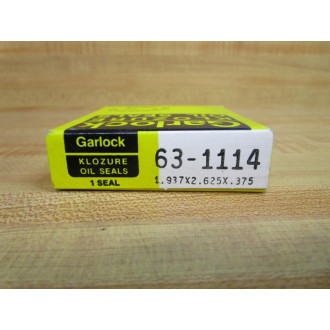 Garlock
KLOZURE
OIL SEALS
1 SEAL
63-1114
1.937X2.625X.375